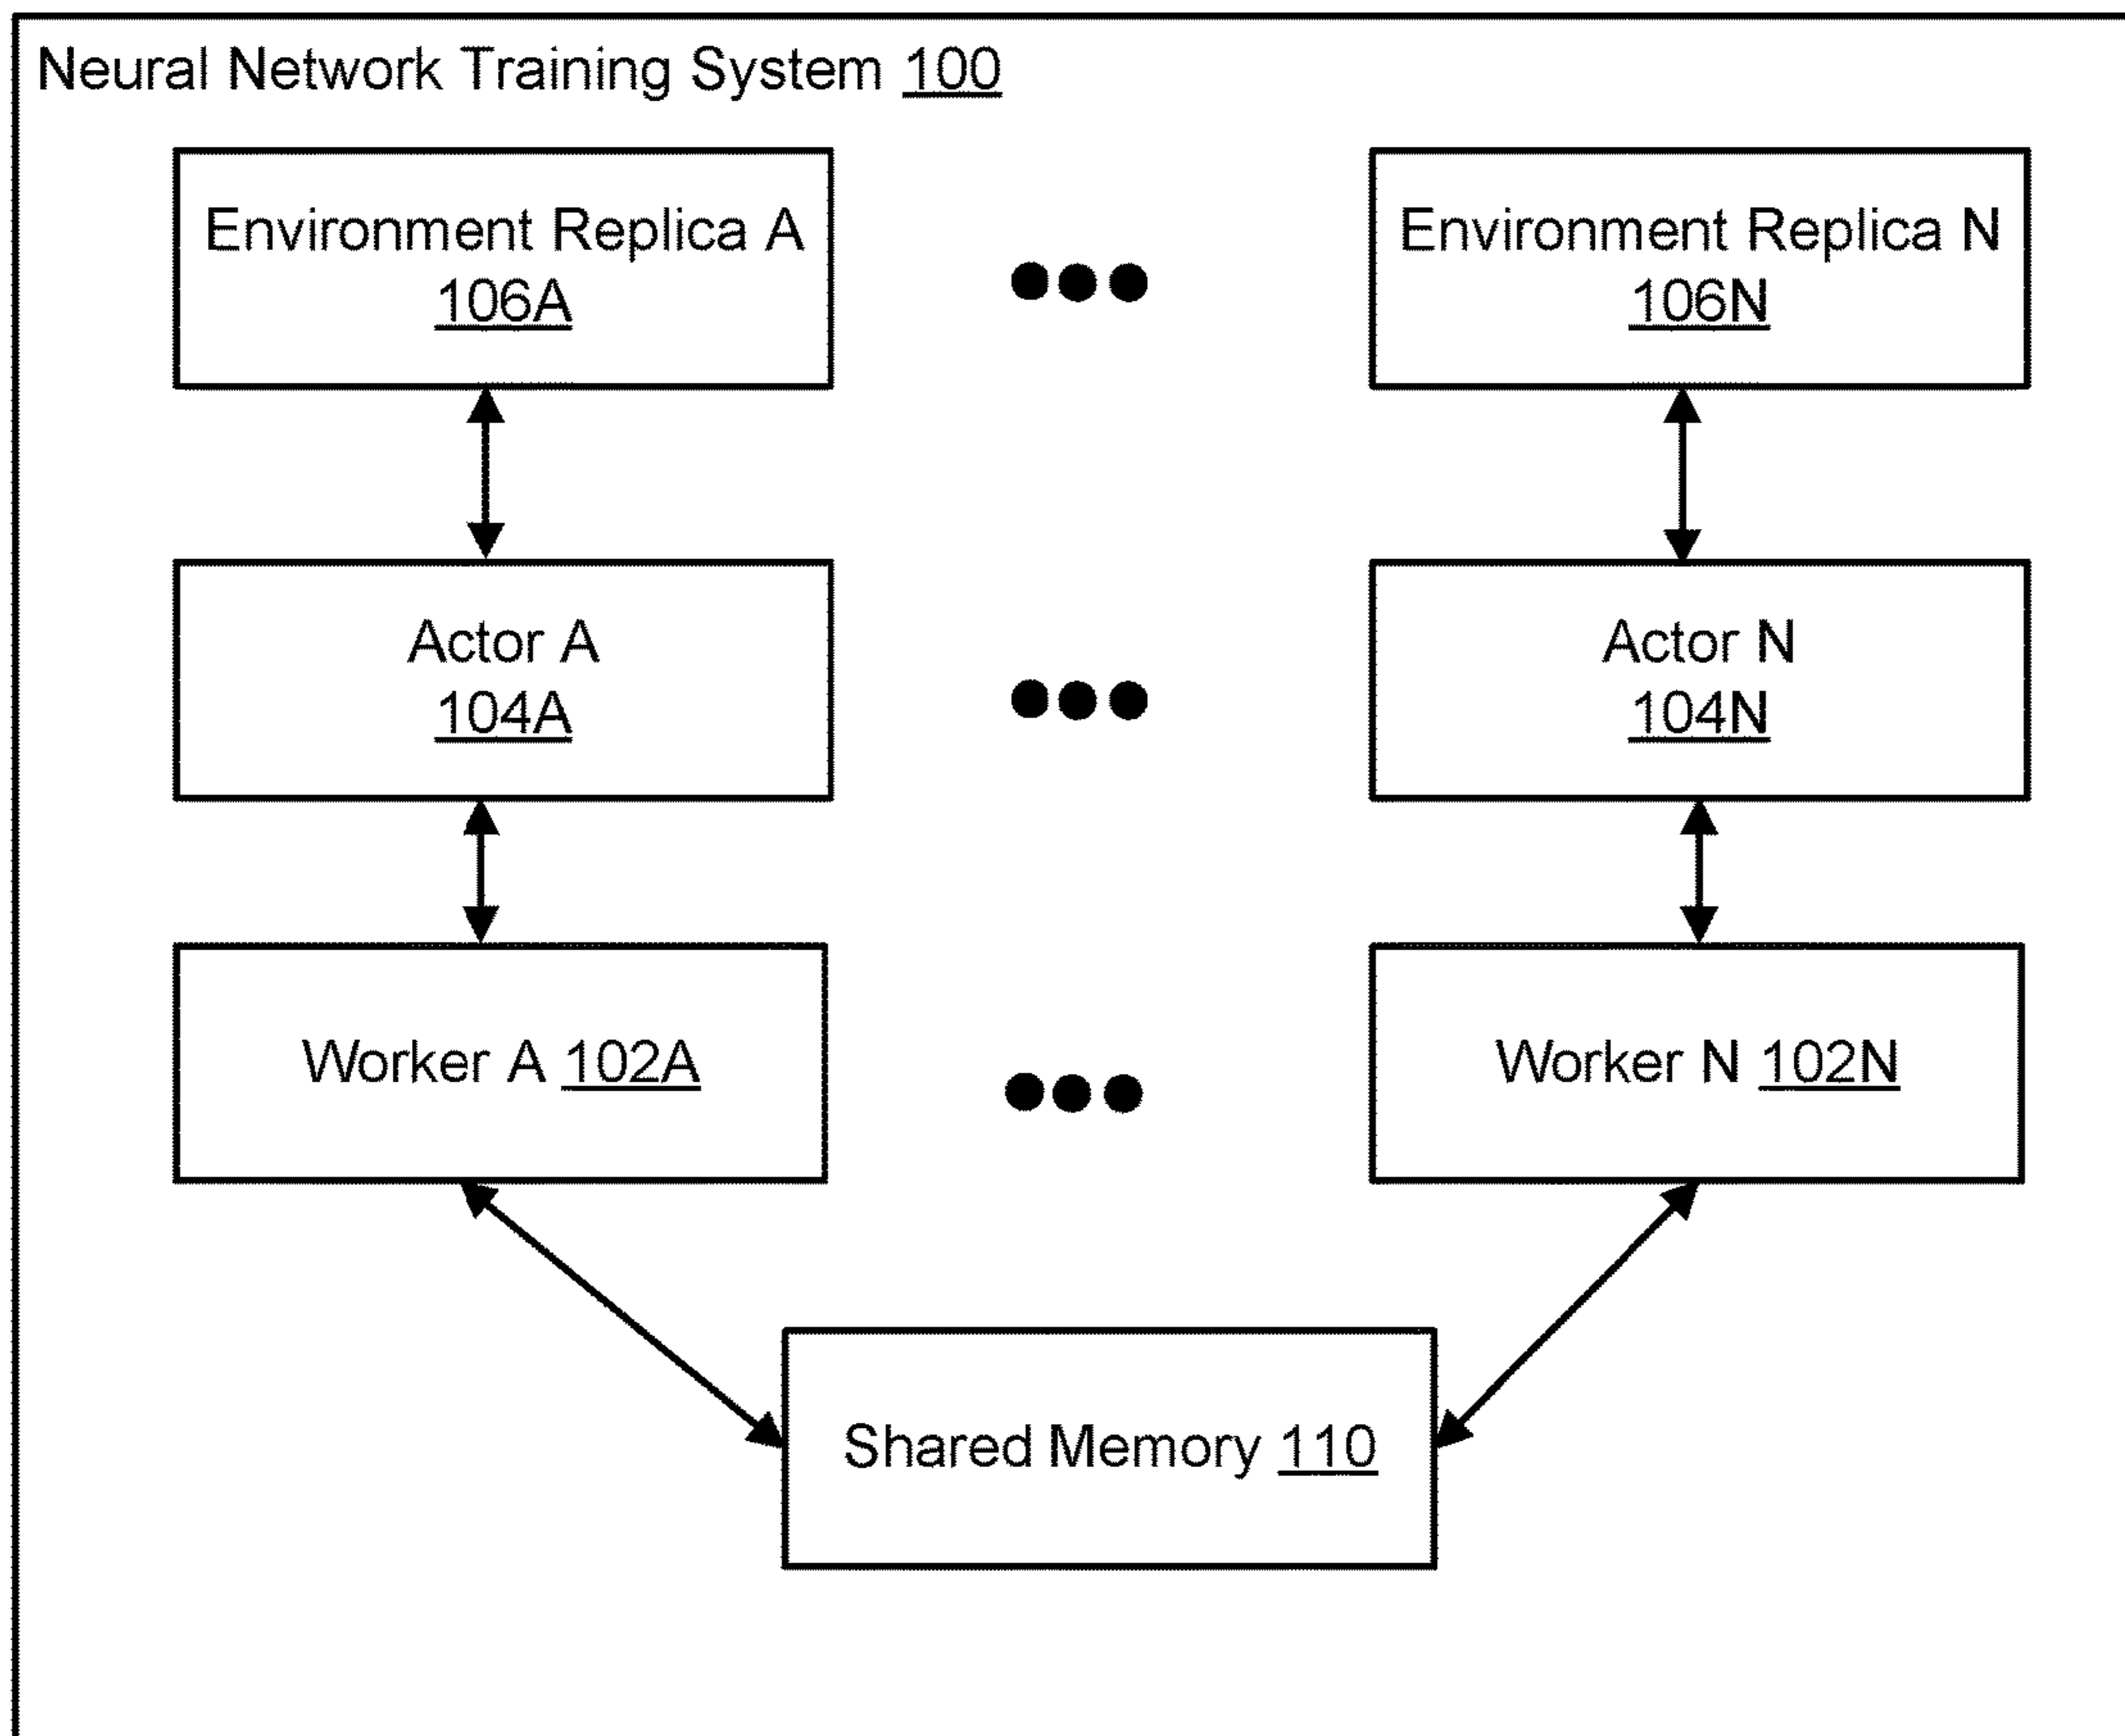 Neural Network Training System 100
Environment Replica A
106A
Environment Replica N
106N
Actor A
104A
Actor N
104N
Worker A 102A
Worker N 102N
Shared Memory 110